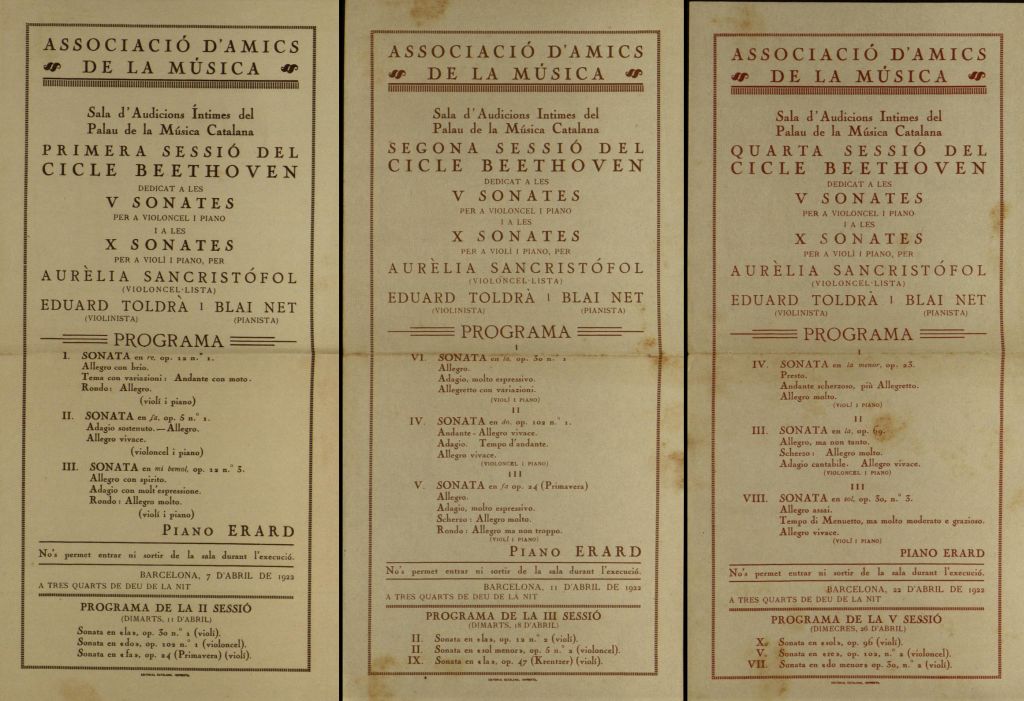 ASSOCIACIÓ D'AMICS
DE LA MÚSICA
Sala d'Audicions Íntimes del
Palau de la Música Catalana
PRIMERA SESSIÓ DEL
CICLE BEETHOVEN
DEDICAT A LES
V SONATES
PER A VIOLONCEL I PIANO
I A LES
X SONATES
PER A VIOLÍ I PIANO, PER
AURÈLIA SANCRISTÓFOL
(VIOLONCEL·LISTA)
EDUARD TOLDRÀ I BLAI NET
(VIOLINISTA) (PIANISTA)
PROGRAMA
I. SONATA en re, op. 12 n.º 1.
Allegro con brio.
Tema con variazioni: Andante con moto.
Rondo: Allegro.
(violí i piano)
II. SONATA en fa, op. 5 n.º 1.
Adagio sostenuto.—Allegro.
Allegro vivace.
(violoncel i piano)
III. SONATA en mi bemol, op. 12 n.º 3.
Allegro con spirito.
Adagio con molt'espressione.
Rondo: Allegro molto.
(violí i piano)
PIANO ERARD
No's permet entrar ni sortir de la sala durant l'execució.
BARCELONA, 7 D'ABRIL DE 1922
A TRES QUARTS DE DEU DE LA NIT
PROGRAMA DE LA II SESSIÓ
(DIMARTS, 11 D'ABRIL)
Sonata en «la», op. 30 n.º 1 (violí).
Sonata en «do», op. 102 n.º 1 (violoncel).
Sonata en «fa», op. 24 (Primavera) (violí).
EDITORIAL CATALANA, IMPREMTA.
ASSOCIACIÓ D'AMICS
DE LA MÚSICA
Sala d'Audicions Íntimes del
Palau de la Música Catalana
SEGONA SESSIÓ DEL
CICLE BEETHOVEN
DEDICAT A LES
V SONATES
PER A VIOLONCEL I PIANO
I A LES
X SONATES
PER A VIOLÍ I PIANO, PER
AURÈLIA SANCRISTÓFOL
(VIOLONCEL·LISTA)
EDUARD TOLDRÀ I BLAI NET
(VIOLINISTA) (PIANISTA)
PROGRAMA
I
VI. SONATA en la, op. 30 n.º 1
Allegro.
Adagio, molto espressivo.
Allegretto con variazioni.
(VIOLÍ I PIANO)
II
IV. SONATA en do, op. 102 n.º 1.
Andante - Allegro vivace.
Adagio. Tempo d'andante.
Allegro vivace.
(VIOLONCEL I PIANO)
III
V. SONATA en fa op. 24 (Primavera)
Allegro.
Adagio, molto espressivo.
Scherzo: Allegro molto.
Rondo: Allegro ma non troppo.
(VIOLÍ I PIANO)
PIANO ERARD
No's permet entrar ni sortir de la sala durant l'execució.
BARCELONA, 11 D'ABRIL DE 1922
A TRES QUARTS DE DEU DE LA NIT
PROGRAMA DE LA III SESSIÓ
(DIMARTS, 18 D'ABRIL)
II. Sonata en «la», op. 12 n.º 2 (violí).
II. Sonata en «sol menor», op. 5 n.º 2 (violoncel).
IX. Sonata en «la», op. 47 (Krentzer) (violí).
EDITORIAL CATALANA, IMPREMTA.
ASSOCIACIÓ D'AMICS
DE LA MÚSICA
Sala d'Audicions Íntimes del
Palau de la Música Catalana
QUARTA SESSIÓ DEL
CICLE BEETHOVEN
DEDICAT A LES
V SONATES
PER A VIOLONCEL I PIANO
I A LES
X SONATES
PER A VIOLÍ I PIANO, PER
AURÈLIA SANCRISTÓFOL
(VIOLONCEL·LISTA)
EDUARD TOLDRÀ I BLAI NET
(VIOLINISTA) (PIANISTA)
PROGRAMA
I
IV. SONATA en la menor, op. 23.
Presto.
Andante scherzoso, più Allegretto.
Allegro molto.
(VIOLÍ I PIANO)
II
III. SONATA en la, op. 69.
Allegro, ma non tanto.
Scherzo: Allegro molto.
Adagio cantabile. Allegro vivace.
(VIOLONCEL I PIANO)
III
VIII. SONATA en sol, op. 30, n.º 3.
Allegro assai.
Tempo di Menuetto, ma molto moderato e grazioso.
Allegro vivace.
(VIOLÍ I PIANO)
PIANO ERARD
No's permet entrar ni sortir de la sala durant l'execució.
BARCELONA, 22 D'ABRIL DE 1922
A TRES QUARTS DE DEU DE LA NIT
PROGRAMA DE LA V SESSIÓ
(DIMECRES, 26 D'ABRIL)
X. Sonata en «sol», op. 96 (violí).
V. Sonata en «re», op. 102, n.º 2 (violoncel).
VII. Sonata en «do menor» op. 30, n.º 2 (violí).
EDITORIAL CATALANA, IMPREMTA.